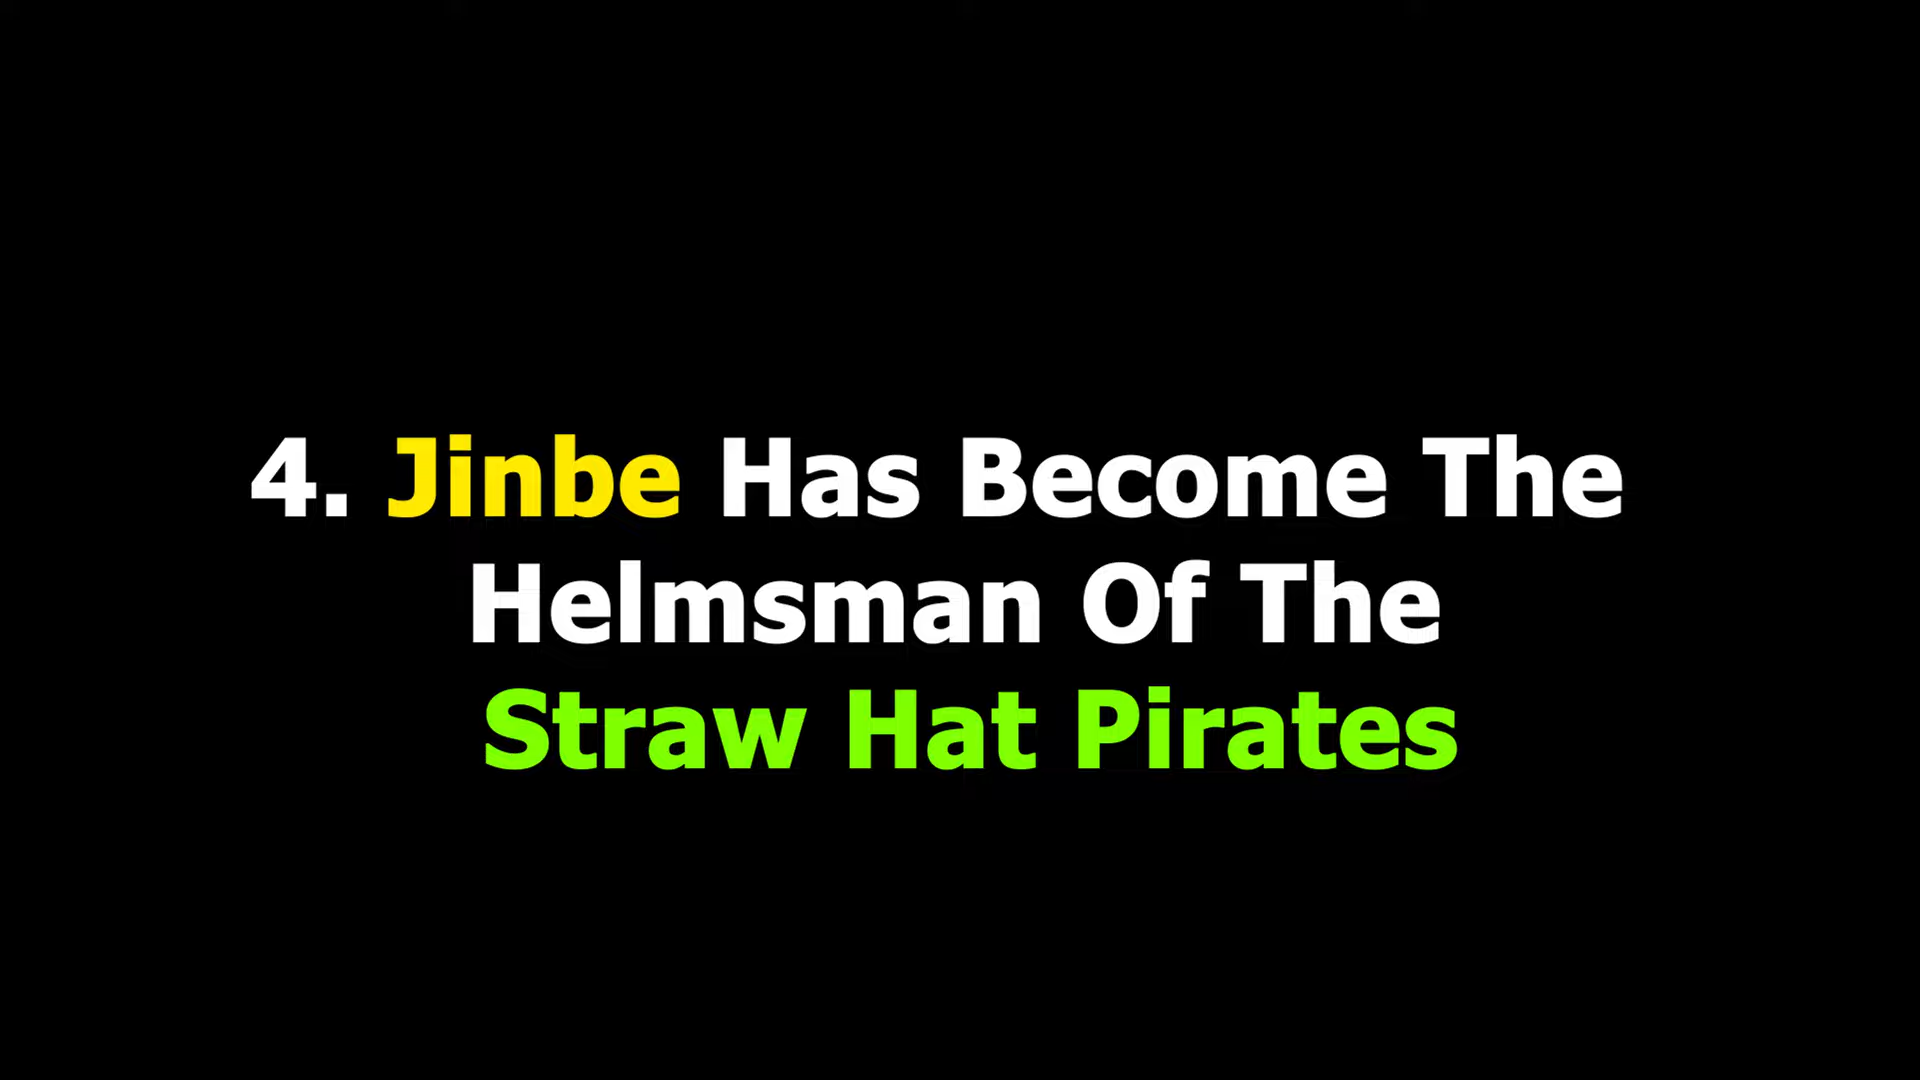 4. Jinbe Has Become The
Helmsman Of The
Straw Hat Pirates